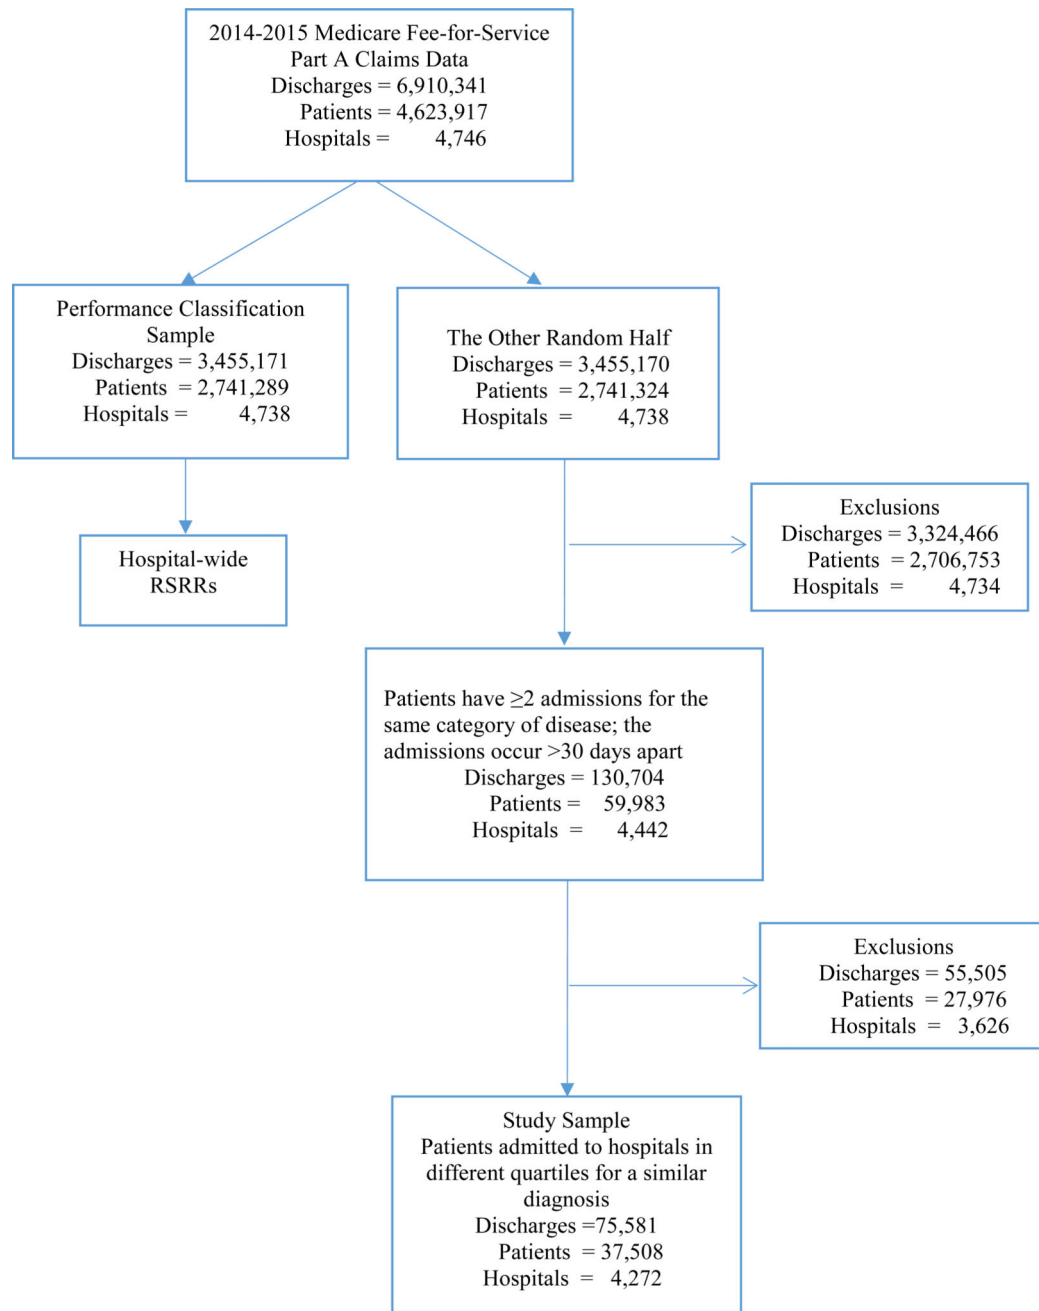 2014-2015 Medicare Fee-for-Service
Part A Claims Data
Discharges = 6,910,341
Patients = 4,623,917
Hospitals = 4,746
Performance Classification
Sample
Discharges = 3,455,171
Patients = 2,741,289
Hospitals = 4,738
The Other Random Half
Discharges = 3,455,170
Patients = 2,741,324
Hospitals = 4,738
Hospital-wide
RSRRs
Exclusions
Discharges = 3,324,466
Patients = 2,706,753
Hospitals = 4,734
Patients have ≥2 admissions for the
same category of disease; the
admissions occur >30 days apart
Discharges = 130,704
Patients = 59,983
Hospitals = 4,442
Exclusions
Discharges = 55,505
Patients = 27,976
Hospitals = 3,626
Study Sample
Patients admitted to hospitals in
different quartiles for a similar
diagnosis
Discharges =75,581
Patients = 37,508
Hospitals = 4,272